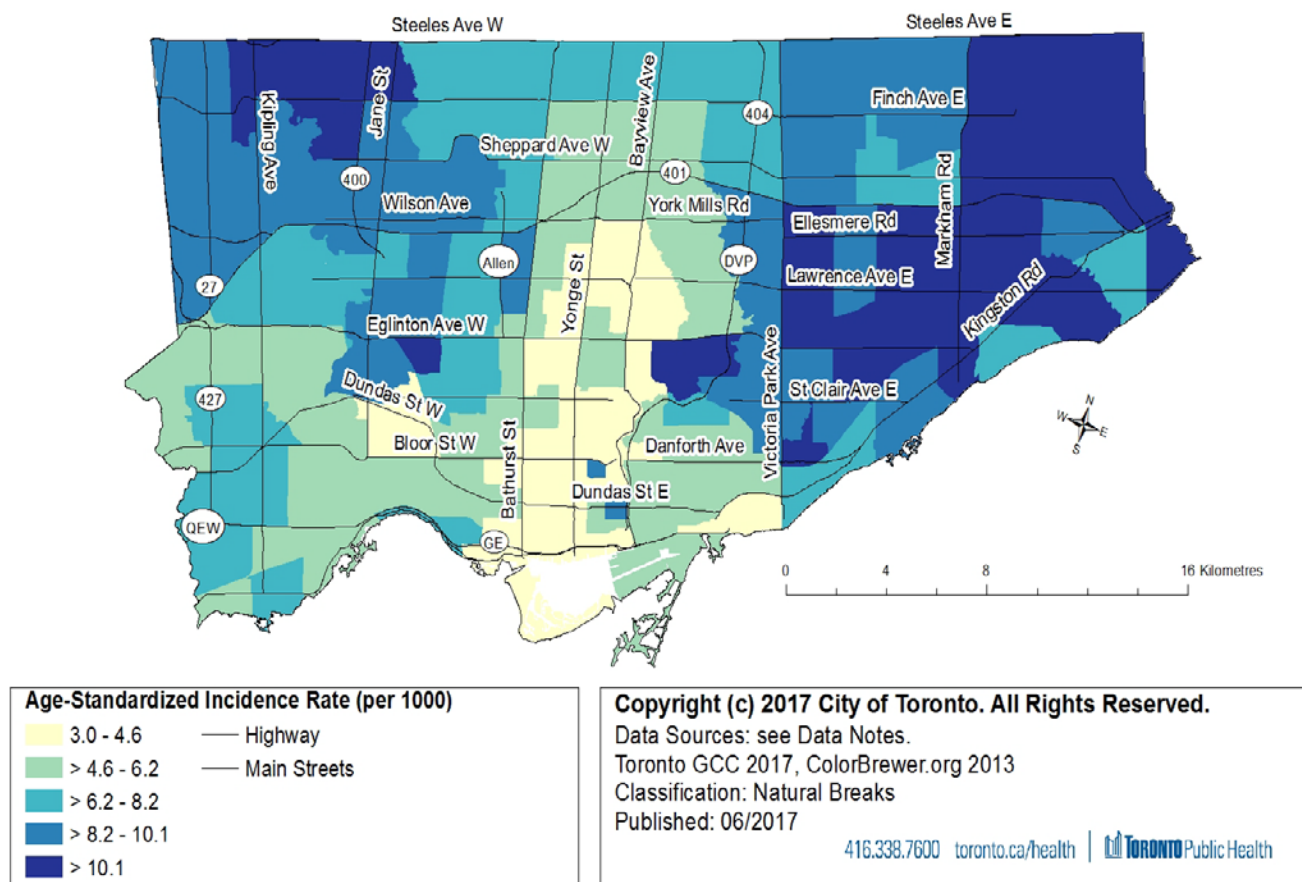 Steeles Ave W
Steeles Ave E
Kipling Ave
Jane St
Bayview Ave
404
Finch Ave E
Sheppard Ave W
400
401
Markham Rd
Wilson Ave
York Mills Rd
Ellesmere Rd
Allen
Yonge St
DVP
Lawrence Ave E
27
Kingston Rd
Eglinton Ave W
Victoria Park Ave
427
Dundas St W
St Clair Ave E
N
W
E
S
Bloor St W
Bathurst St
Danforth Ave
Dundas St E
QEW
GE
0 4 8 16 Kilometres
Age-Standardized Incidence Rate (per 1000)
3.0 - 4.6
> 4.6 - 6.2
> 6.2 - 8.2
> 8.2 - 10.1
> 10.1
Highway
Main Streets
Copyright (c) 2017 City of Toronto. All Rights Reserved.
Data Sources: see Data Notes.
Toronto GCC 2017, ColorBrewer.org 2013
Classification: Natural Breaks
Published: 06/2017
416.338.7600 toronto.ca/health
TORONTO Public Health